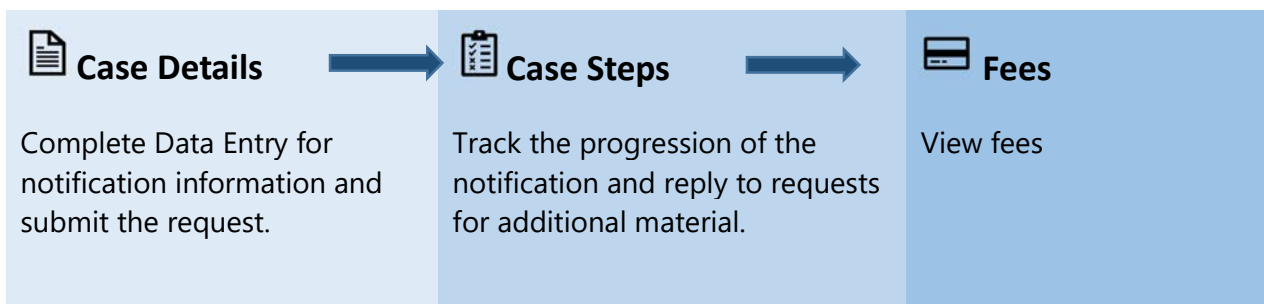 Case Details
Complete Data Entry for
notification information and
submit the request.
Case Steps
Track the progression of the
notification and reply to requests
for additional material.
Fees
View fees